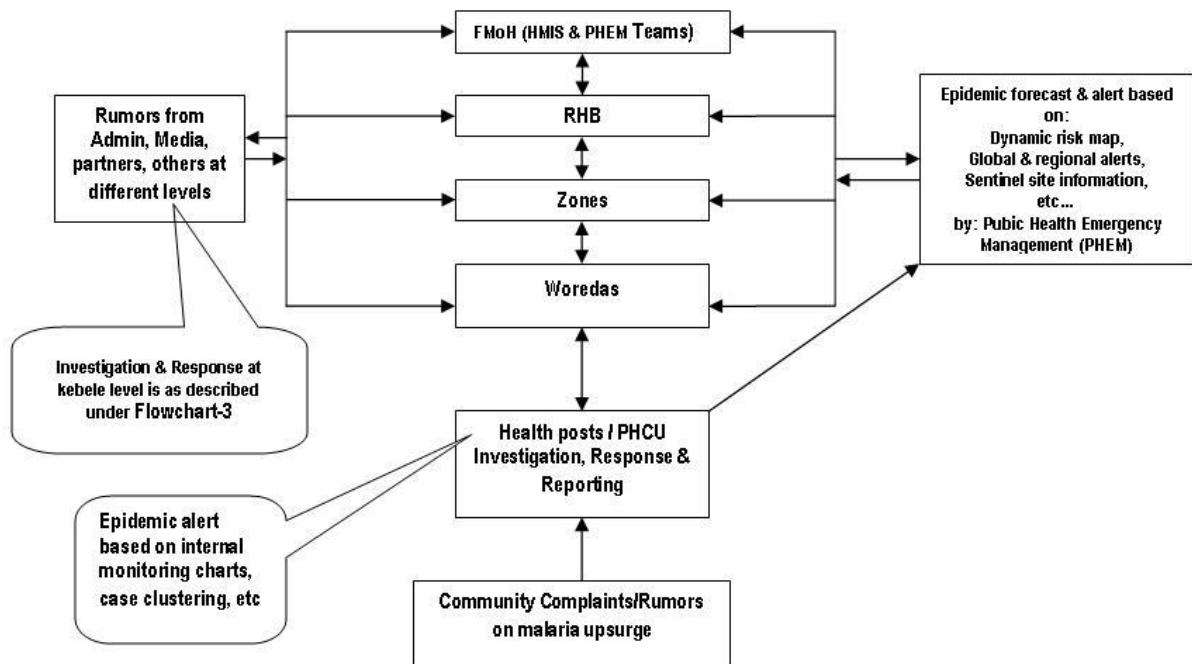 FMoH (HMIS & PHEM Teams)
RHB
Zones
Woredas
Rumors from
Admin, Media,
partners, others at
different levels
Epidemic forecast & alert based
on:
Dynamic risk map,
Global & regional alerts,
Sentinel site information,
etc...
by: Pubic Health Emergency
Management (PHEM)
Investigation & Response at
kebele level is as described
under Flowchart-3
Health posts / PHCU
Investigation, Response &
Reporting
Epidemic alert
based on internal
monitoring charts,
case clustering, etc
Community Complaints/Rumors
on malaria upsurge